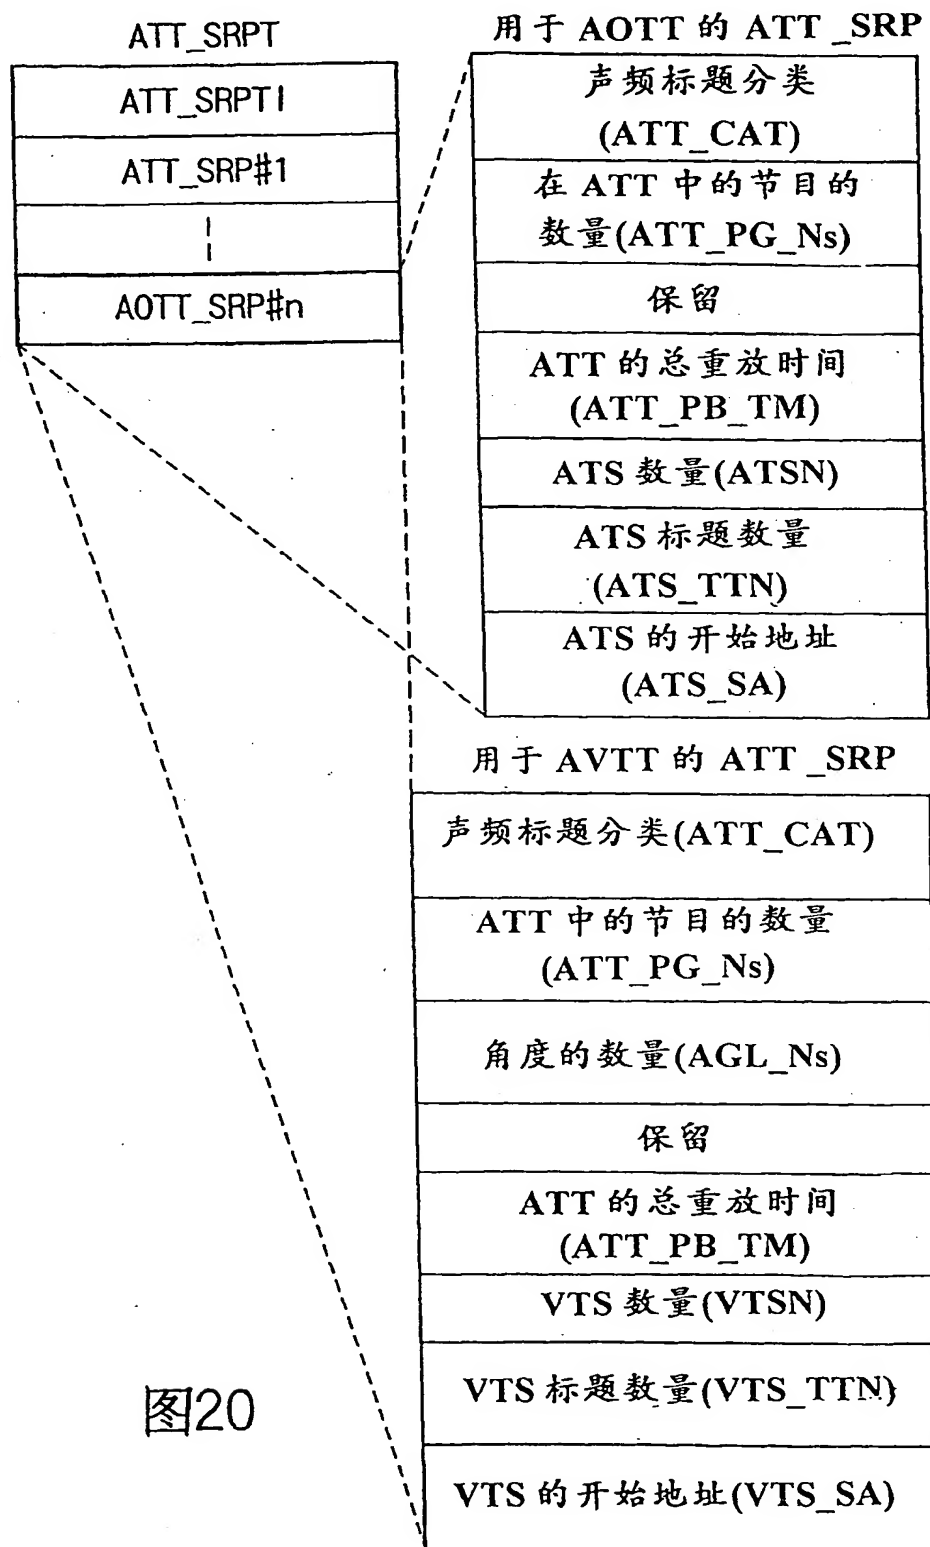 ATT_SRPT
ATT_SRPTI
ATT_SRP#1
AOTT_SRP#n
用于 AOTT 的 ATT _SRP
声频标题分类
(ATT_CAT)
在 ATT 中的节目的
数量(ATT_PG_Ns)
保留
ATT 的总重放时间
(ATT_PB_TM)
ATS 数量(ATSN)
ATS 标题数量
(ATS_TTN)
ATS 的开始地址
(ATS_SA)
用于 AVTT 的 ATT _SRP
声频标题分类(ATT_CAT)
ATT 中的节目的数量
(ATT_PG_Ns)
角度的数量(AGL_Ns)
保留
ATT 的总重放时间
(ATT_PB_TM)
VTS 数量(VTSN)
VTS 标题数量(VTS_TTN)
VTS 的开始地址(VTS_SA)
图20